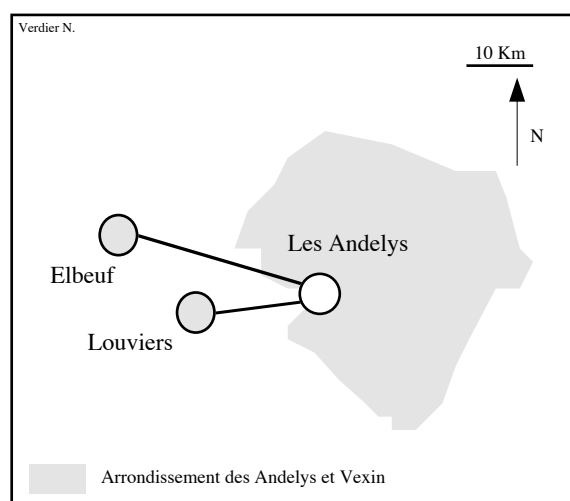 Verdier N.
10 Km
N
Les Andelys
Elbeuf
Louviers
Arrondissement des Andelys et Vexin